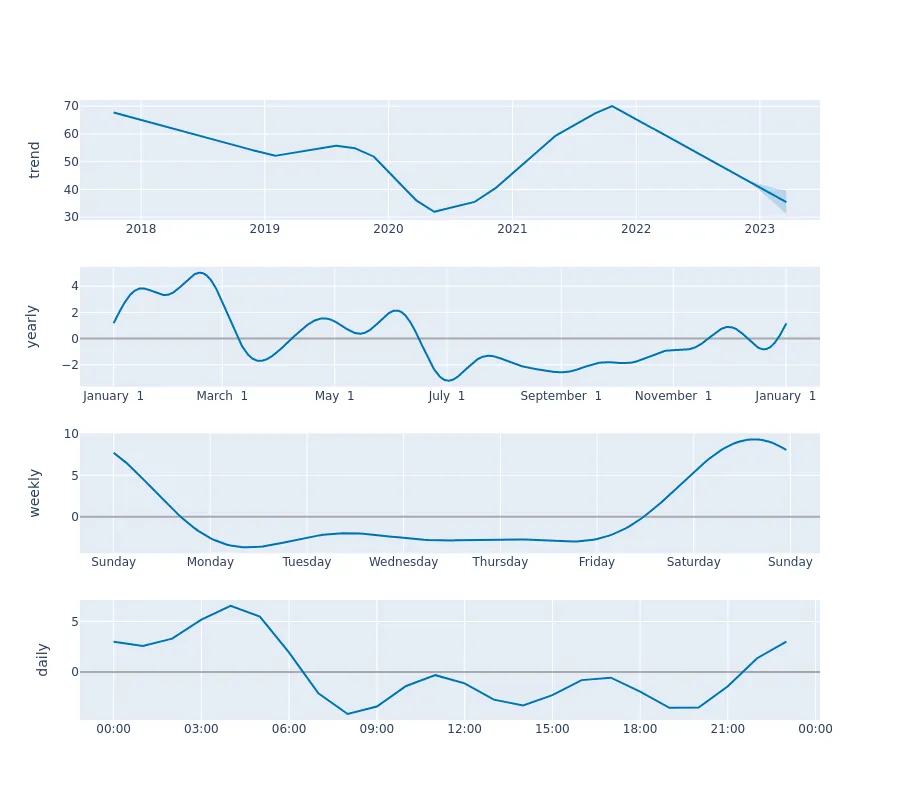 trend
70
60
50
40
30
2018 2019 2020 2021 2022 2023
yearly
4
2
0
−2
January 1 March 1 May 1 July 1 September 1 November 1 January 1
weekly
10
5
0
Sunday Monday Tuesday Wednesday Thursday Friday Saturday Sunday
daily
5
0
00:00 03:00 06:00 09:00 12:00 15:00 18:00 21:00 00:00